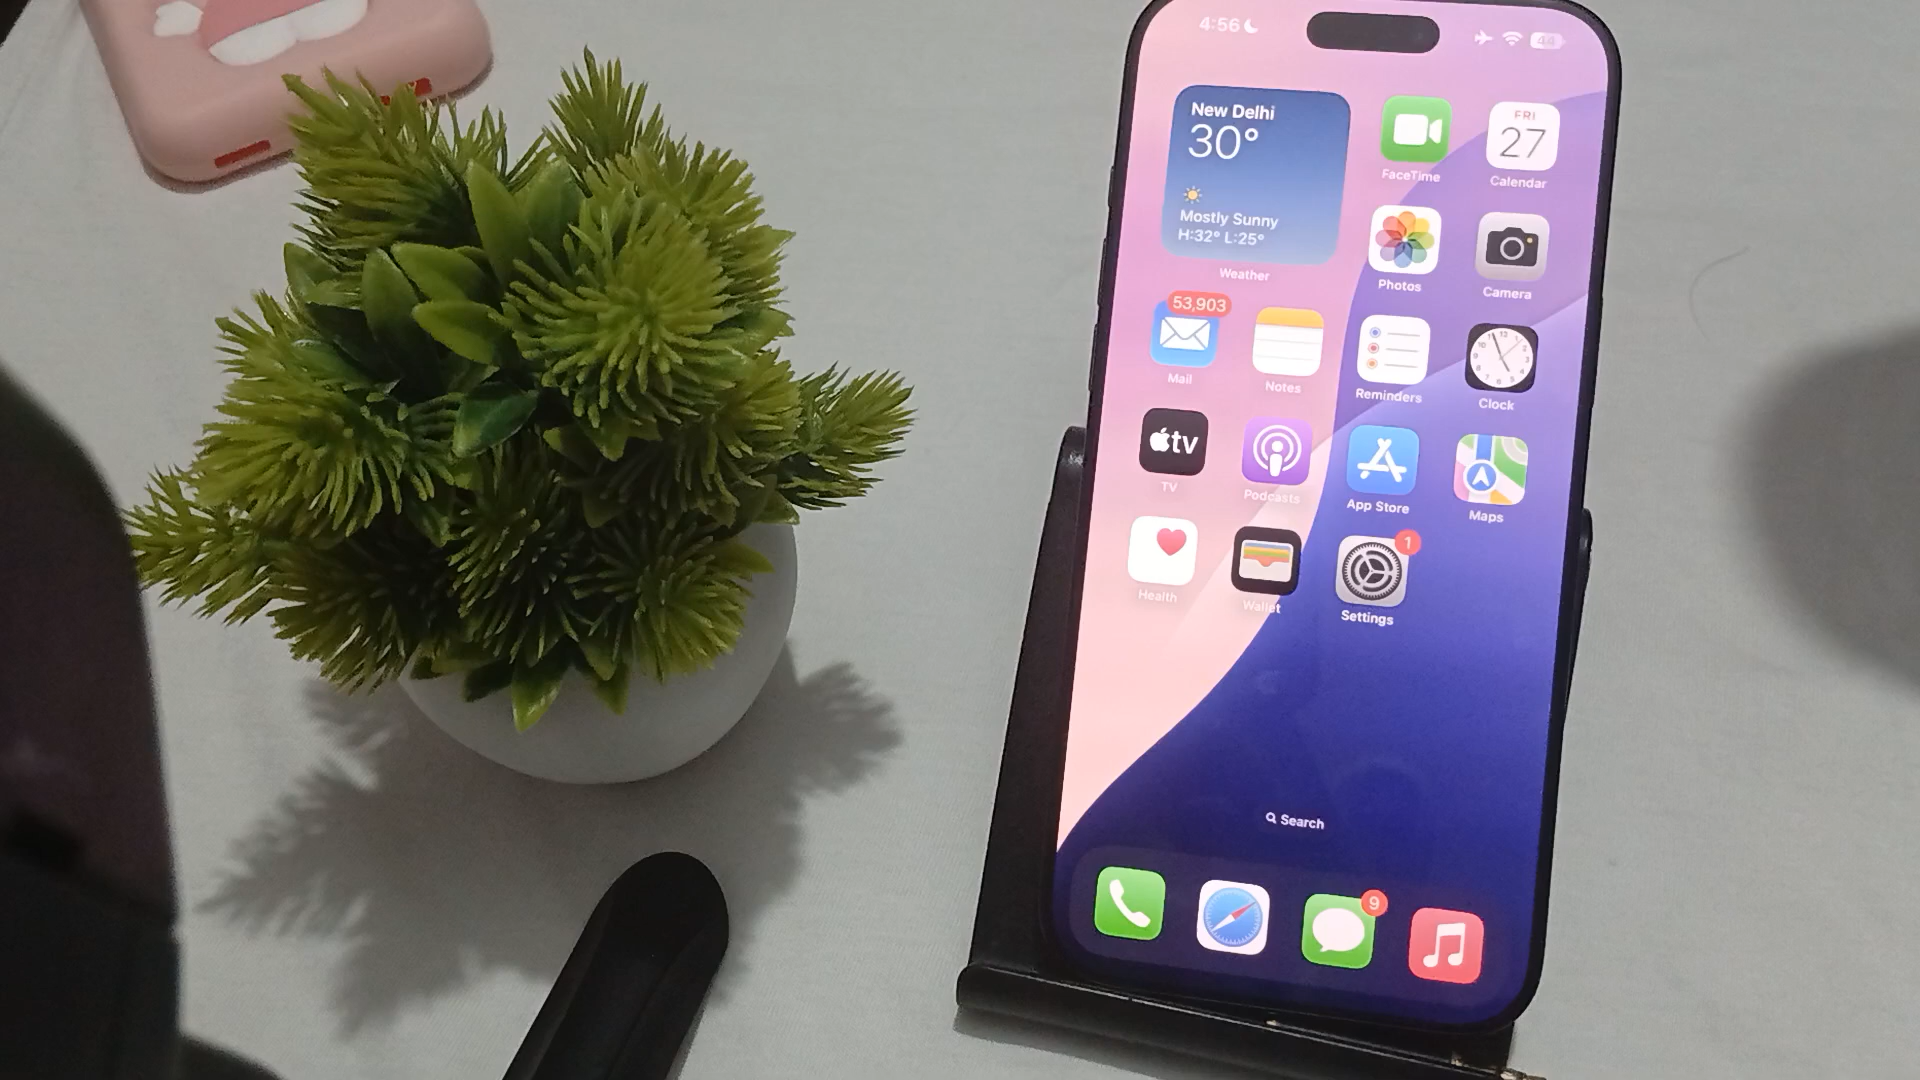 4:56
44
New Delhi
30°
Mostly Sunny
H:32° L:25°
Weather
FaceTime
FRI
27
Calendar
Photos
Camera
53,903
Mail
Notes
Reminders
Clock
tv
TV
Podcasts
App Store
Maps
Health
Wallet
1
Settings
Search
9